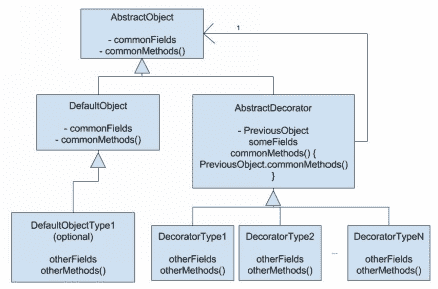 AbstractObject
- commonFields
- commonMethods()
1
DefaultObject
- commonFields
- commonMethods()
AbstractDecorator
- PreviousObject
someFields
commonMethods() {
PreviousObject.commonMethods()
}
DefaultObjectType1
(optional)
otherFields
otherMethods()
DecoratorType1
otherFields
otherMethods()
DecoratorType2
otherFields
otherMethods()
...
DecoratorTypeN
otherFields
otherMethods()